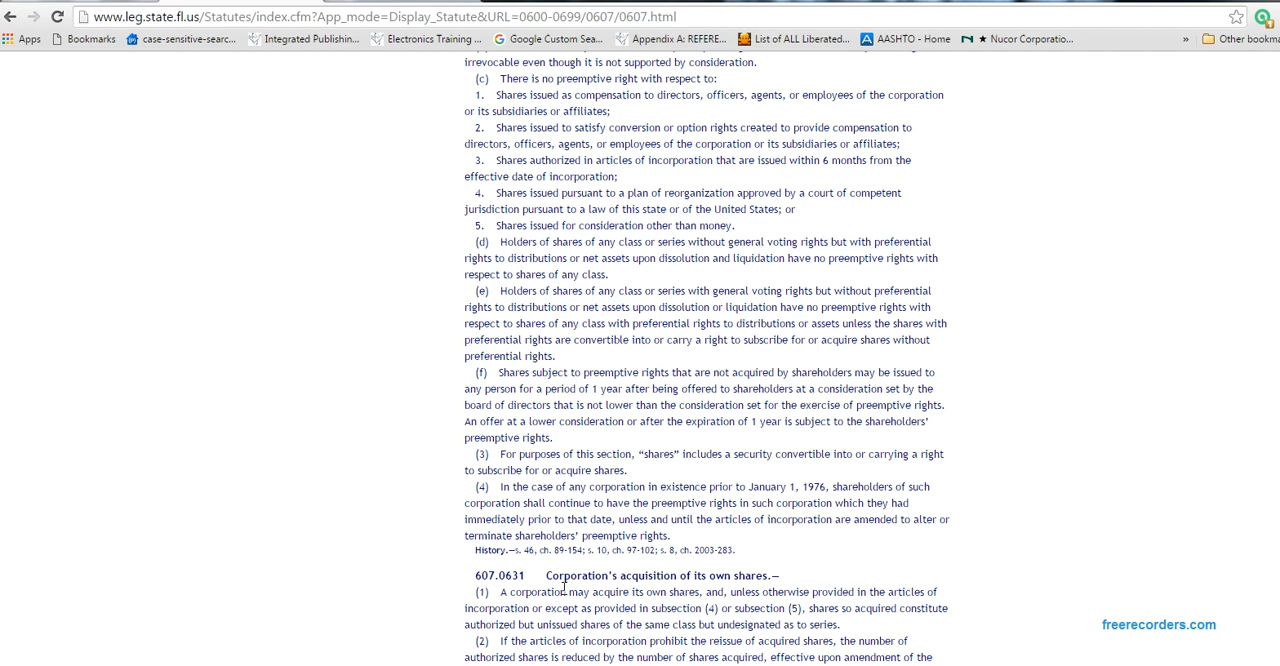 www.leg.state.fl.us/Statutes/index.cfm?App_mode=Display_Statute&URL=0600-0699/0607/0607.html
Apps Bookmarks case-sensitive-searc... Integrated Publishin... Electronics Training ... Google Custom Sea... Appendix A: REFERE... List of ALL Liberated... AASHTO - Home ★ Nucor Corporatio... » Other bookma
irrevocable even though it is not supported by consideration.
(c) There is no preemptive right with respect to:
1. Shares issued as compensation to directors, officers, agents, or employees of the corporation
or its subsidiaries or affiliates;
2. Shares issued to satisfy conversion or option rights created to provide compensation to
directors, officers, agents, or employees of the corporation or its subsidiaries or affiliates;
3. Shares authorized in articles of incorporation that are issued within 6 months from the
effective date of incorporation;
4. Shares issued pursuant to a plan of reorganization approved by a court of competent
jurisdiction pursuant to a law of this state or of the United States; or
5. Shares issued for consideration other than money.
(d) Holders of shares of any class or series without general voting rights but with preferential
rights to distributions or net assets upon dissolution and liquidation have no preemptive rights with
respect to shares of any class.
(e) Holders of shares of any class or series with general voting rights but without preferential
rights to distributions or net assets upon dissolution or liquidation have no preemptive rights with
respect to shares of any class with preferential rights to distributions or assets unless the shares with
preferential rights are convertible into or carry a right to subscribe for or acquire shares without
preferential rights.
(f) Shares subject to preemptive rights that are not acquired by shareholders may be issued to
any person for a period of 1 year after being offered to shareholders at a consideration set by the
board of directors that is not lower than the consideration set for the exercise of preemptive rights.
An offer at a lower consideration or after the expiration of 1 year is subject to the shareholders’
preemptive rights.
(3) For purposes of this section, “shares” includes a security convertible into or carrying a right
to subscribe for or acquire shares.
(4) In the case of any corporation in existence prior to January 1, 1976, shareholders of such
corporation shall continue to have the preemptive rights in such corporation which they had
immediately prior to that date, unless and until the articles of incorporation are amended to alter or
terminate shareholders’ preemptive rights.
History.—s. 46, ch. 89-154; s. 10, ch. 97-102; s. 8, ch. 2003-283.
607.0631 Corporation’s acquisition of its own shares.—
(1) A corporation may acquire its own shares, and, unless otherwise provided in the articles of
incorporation or except as provided in subsection (4) or subsection (5), shares so acquired constitute
authorized but unissued shares of the same class but undesignated as to series.
(2) If the articles of incorporation prohibit the reissue of acquired shares, the number of
authorized shares is reduced by the number of shares acquired, effective upon amendment of the
freerecorders.com